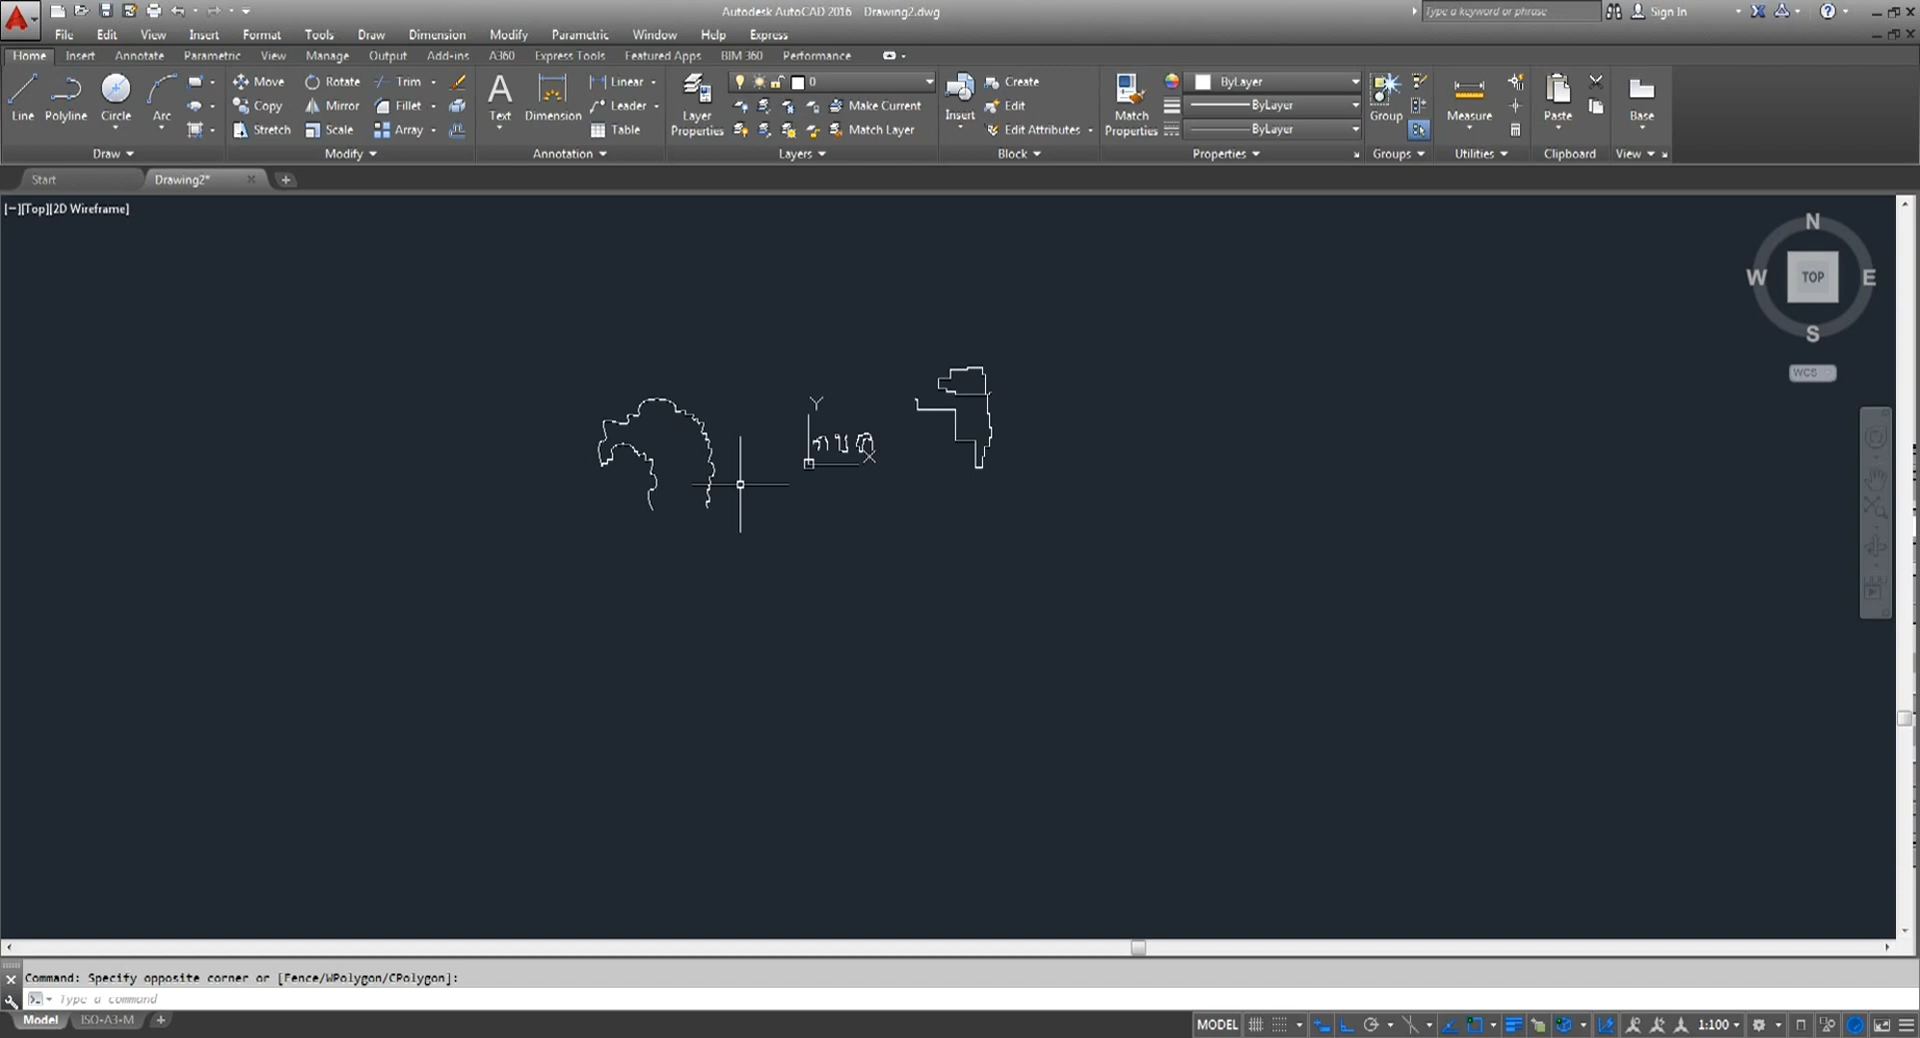 Autodesk AutoCAD 2016 Drawing2.dwg
Type a keyword or phrase
Sign In
File Edit View Insert Format Tools Draw Dimension Modify Parametric Window Help Express
Home Insert Annotate Parametric View Manage Output Add-ins A360 Express Tools Featured Apps BIM 360 Performance
Line Polyline Circle Arc
Move Rotate Trim
Copy Mirror Fillet
Stretch Scale Array
Text Dimension
Linear
Leader
Table
Layer Properties
0
Make Current
Match Layer
Insert
Create
Edit
Edit Attributes
Match Properties
ByLayer
ByLayer
ByLayer
Group
Measure
Paste
Base
Draw Modify Annotation Layers Block Properties Groups Utilities Clipboard View
Start Drawing2*
[−][Top][2D Wireframe]
N
W TOP E
S
WCS
Y
X
Command: Specify opposite corner or [Fence/WPolygon/CPolygon]:
Type a command
Model ISO-A3-M
MODEL 1:100